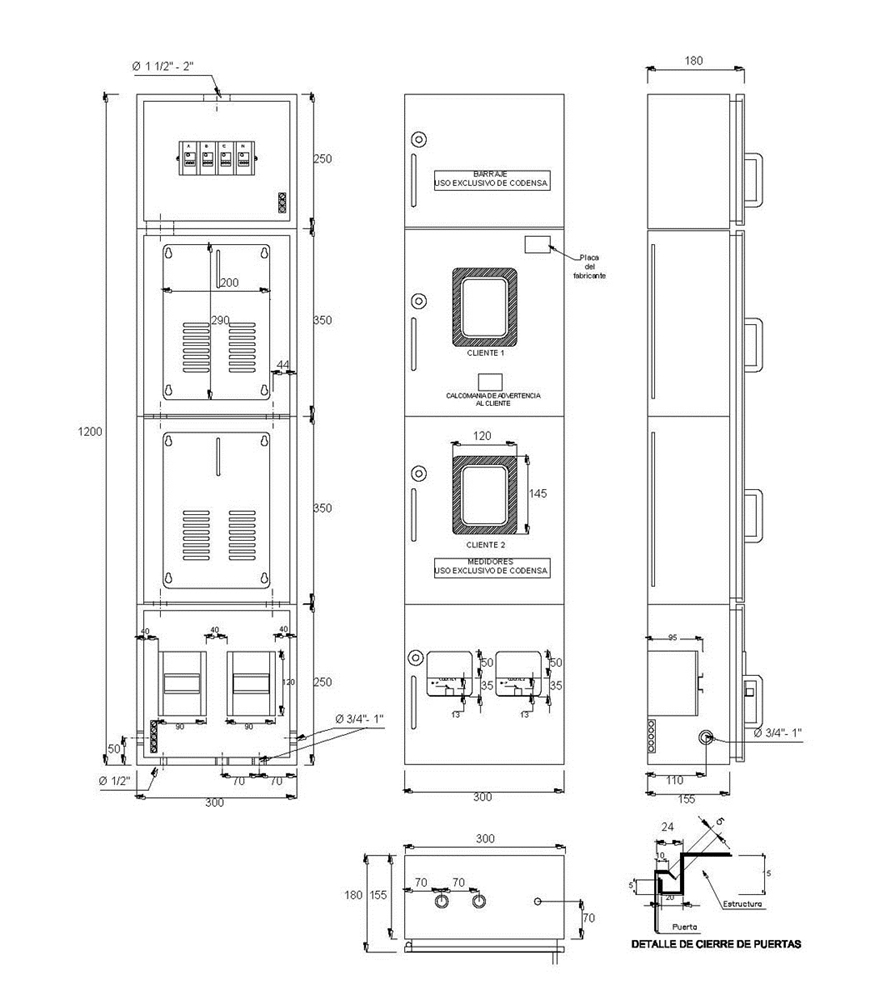 Ø 1 1/2" - 2"
A B C N
250
200
290
350
44
1200
350
40 40 40
120
250
90 90
50
Ø 3/4"- 1"
Ø 1/2"
70 70
300
BARRAJE
USO EXCLUSIVO DE CODENSA
Placa
del
fabricante
CLIENTE 1
CALCOMANIA DE ADVERTENCIA
AL CLIENTE
120
145
CLIENTE 2
MEDIDORES
USO EXCLUSIVO DE CODENSA
50 50
35 35
13 13
300
180
95
Ø 3/4"- 1"
110
155
300
180 155
70 70
70
24
5
10
5
15
20
Estructura
Puerta
DETALLE DE CIERRE DE PUERTAS